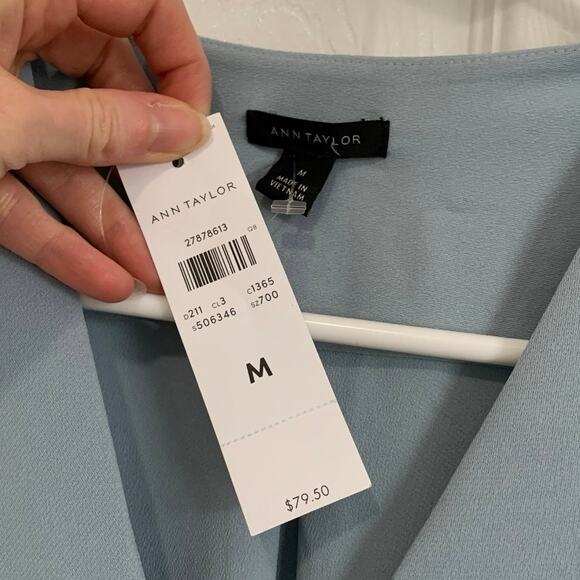 ANN TAYLOR
M
MADE IN
VIETNAM
ANN TAYLOR
27878613 Q8
D211 CL3 C1365
S506346 SZ700
M
$79.50